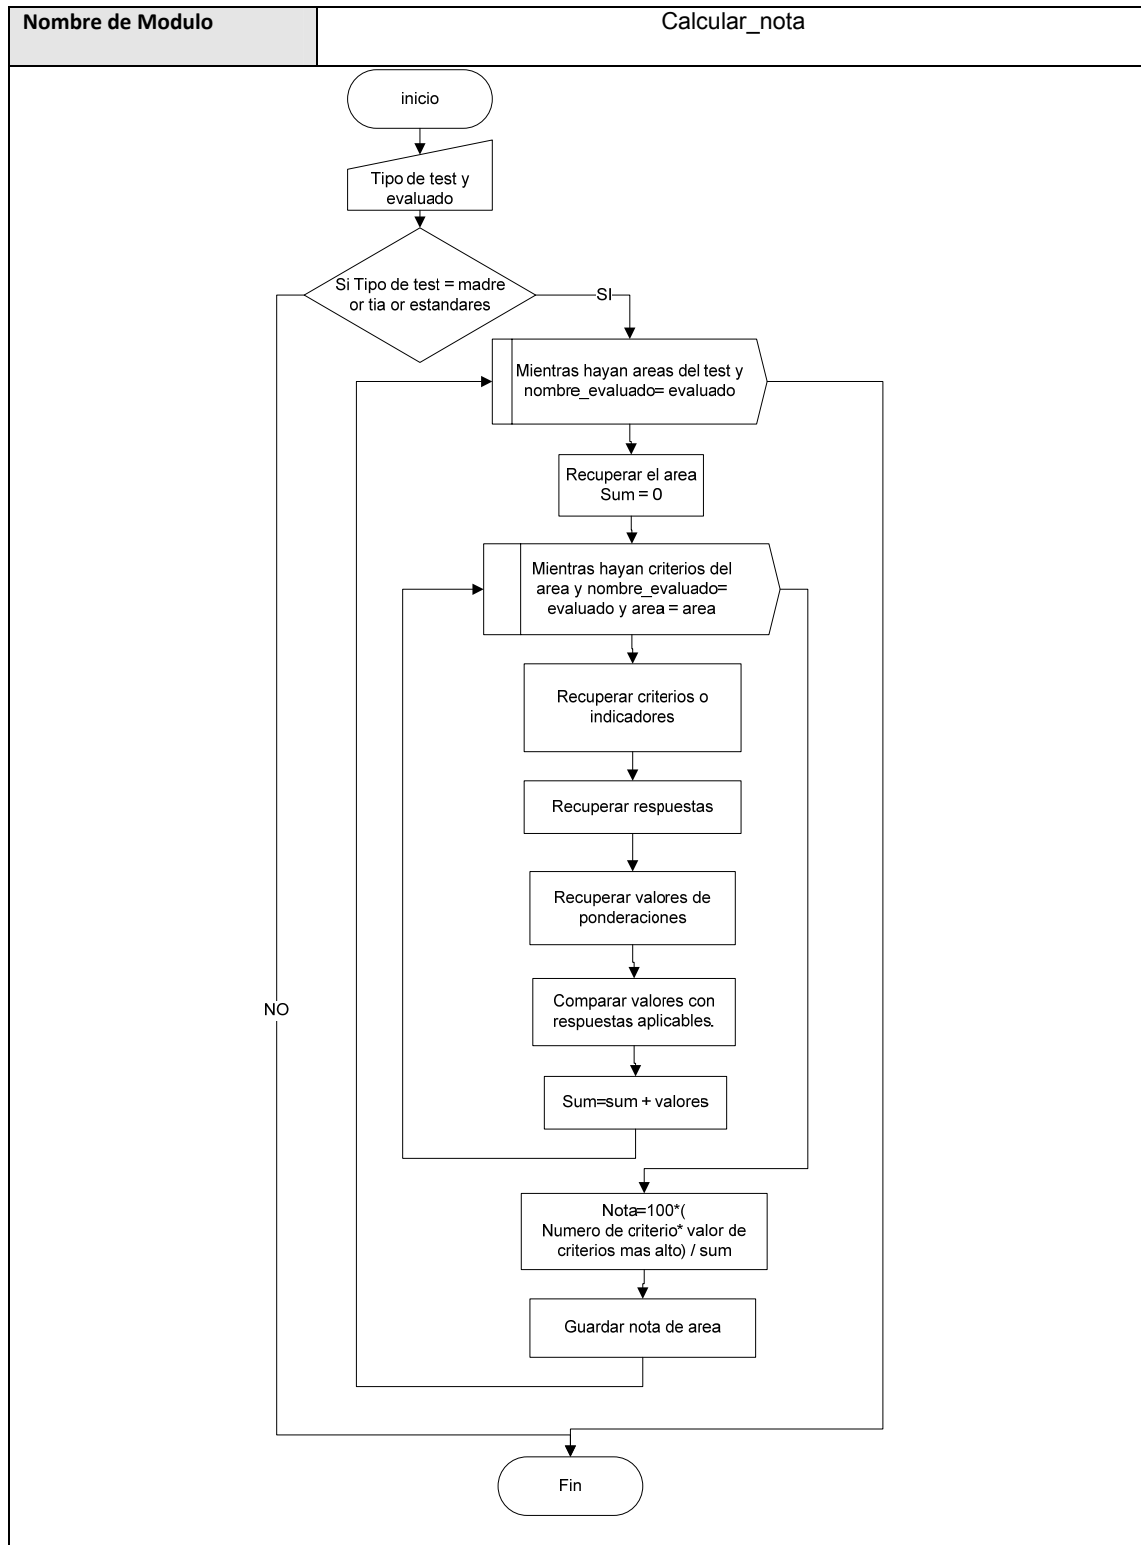 Nombre de Modulo
Calcular_nota
inicio
Tipo de test y
evaluado
Si Tipo de test = madre
or tia or estandares
SI
Mientras hayan areas del test y
nombre_evaluado= evaluado
Recuperar el area
Sum = 0
Mientras hayan criterios del
area y nombre_evaluado=
evaluado y area = area
Recuperar criterios o
indicadores
Recuperar respuestas
Recuperar valores de
ponderaciones
Comparar valores con
respuestas aplicables.
NO
Sum=sum + valores
Nota=100*(
Numero de criterio* valor de
criterios mas alto) / sum
Guardar nota de area
Fin